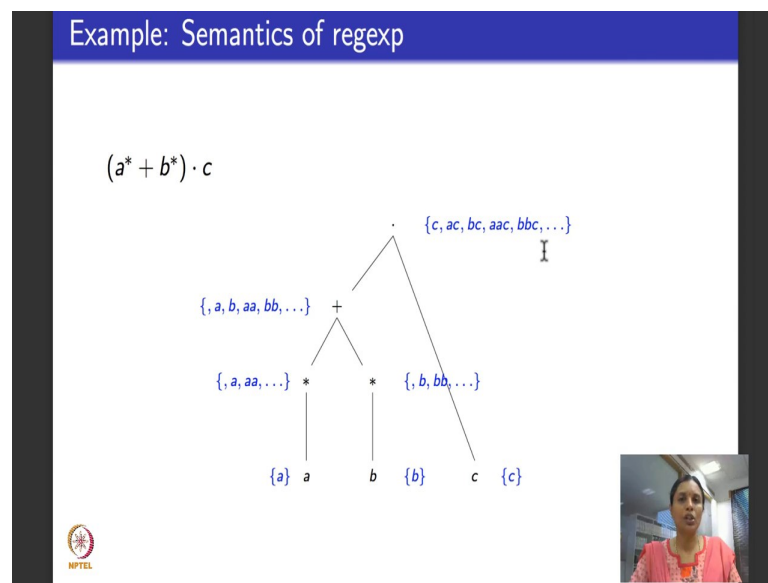 Example: Semantics of regexp
(a* + b*) · c
· {c, ac, bc, aac, bbc, . . .}
{, a, b, aa, bb, . . .} +
{, a, aa, . . .} * * {, b, bb, . . .}
{a} a b {b} c {c}
NPTEL